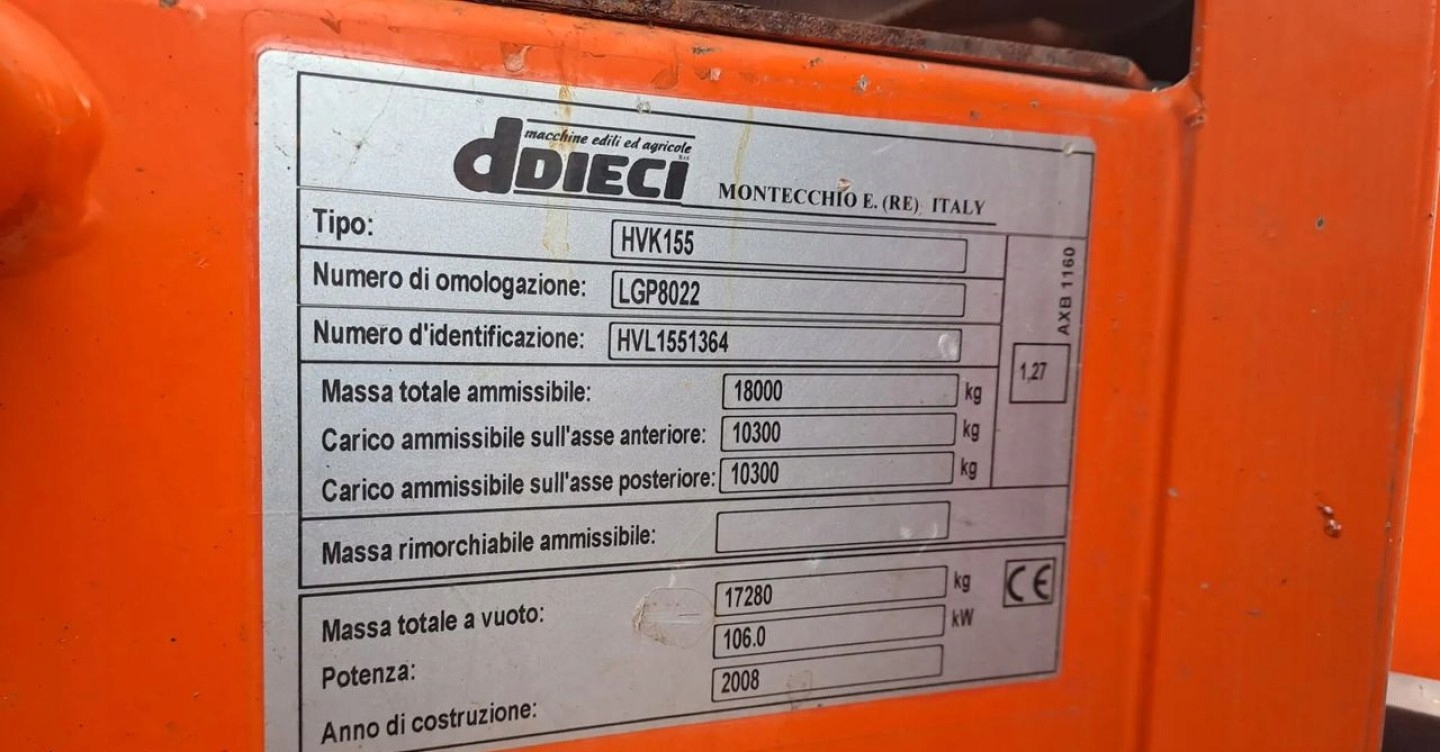 macchine edili ed agricole
dDIECI
MONTECCHIO E. (RE) ITALY
Tipo: HVK155
Numero di omologazione: LGP8022
Numero d'identificazione: HVL1551364
Massa totale ammissibile: 18000 kg
Carico ammissibile sull'asse anteriore: 10300 kg
Carico ammissibile sull'asse posteriore: 10300 kg
Massa rimorchiabile ammissibile:
Massa totale a vuoto: 17280 kg
Potenza: 106.0 kW
Anno di costruzione: 2008
AXB 1160
1,27
CE